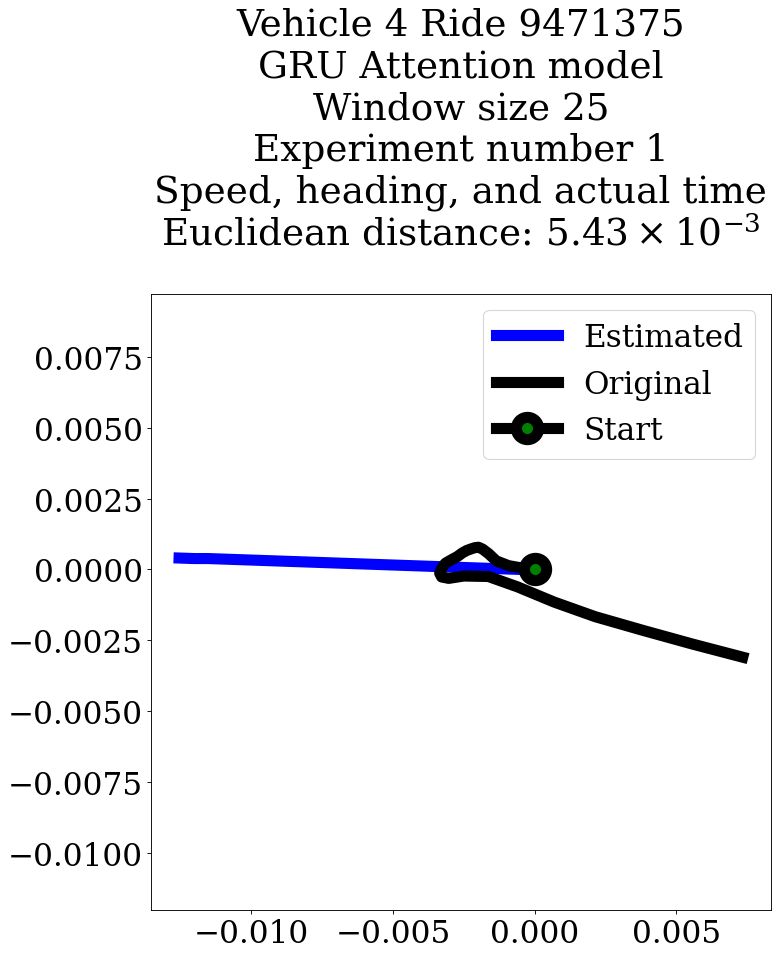 Vehicle 4 Ride 9471375
GRU Attention model
Window size 25
Experiment number 1
Speed, heading, and actual time
Euclidean distance: 5.43 × 10⁻³
Estimated
Original
Start
0.0075
0.0050
0.0025
0.0000
−0.0025
−0.0050
−0.0075
−0.0100
−0.010 −0.005 0.000 0.005